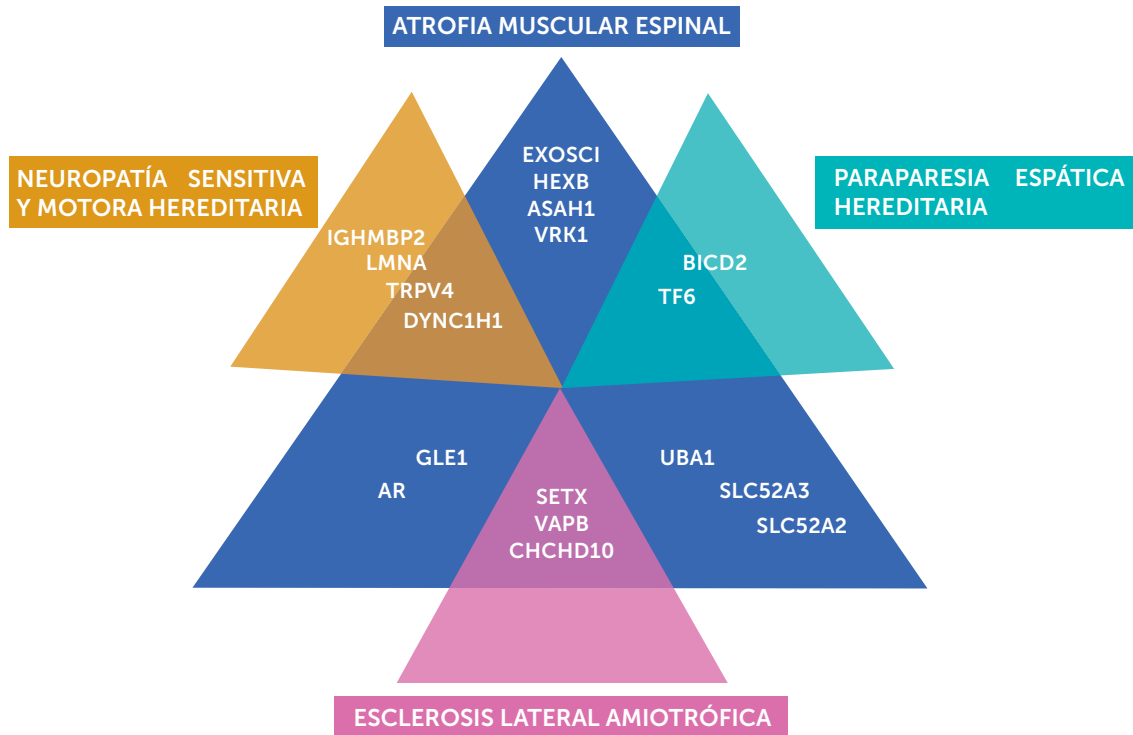 ATROFIA MUSCULAR ESPINAL
NEUROPATÍA SENSITIVA
Y MOTORA HEREDITARIA
PARAPARESIA ESPÁTICA
HEREDITARIA
EXOSCI
HEXB
ASAH1
VRK1
IGHMBP2
LMNA
TRPV4
DYNC1H1
BICD2
TF6
GLE1
AR
SETX
VAPB
CHCHD10
UBA1
SLC52A3
SLC52A2
ESCLEROSIS LATERAL AMIOTRÓFICA